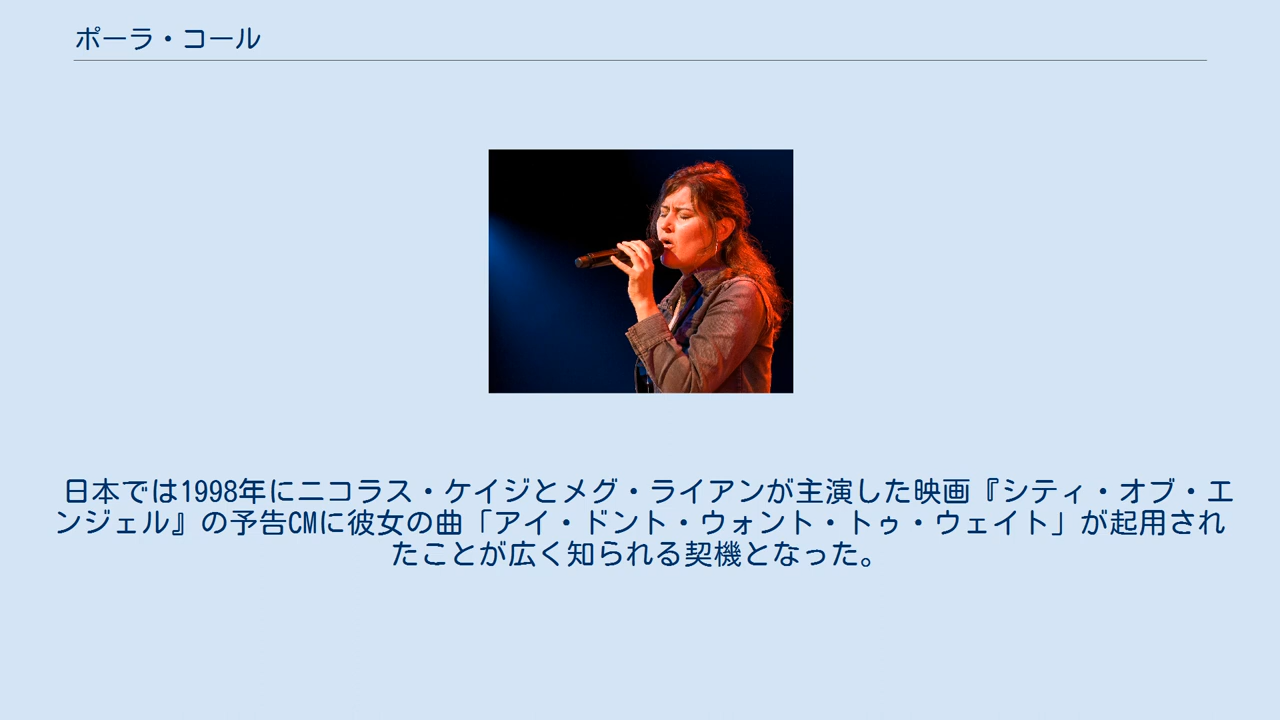 ポーラ・コール
日本では1998年にニコラス・ケイジとメグ・ライアンが主演した映画『シティ・オブ・エ
ンジェル』の予告CMに彼女の曲「アイ・ドント・ウォント・トゥ・ウェイト」が起用され
たことが広く知られる契機となった。